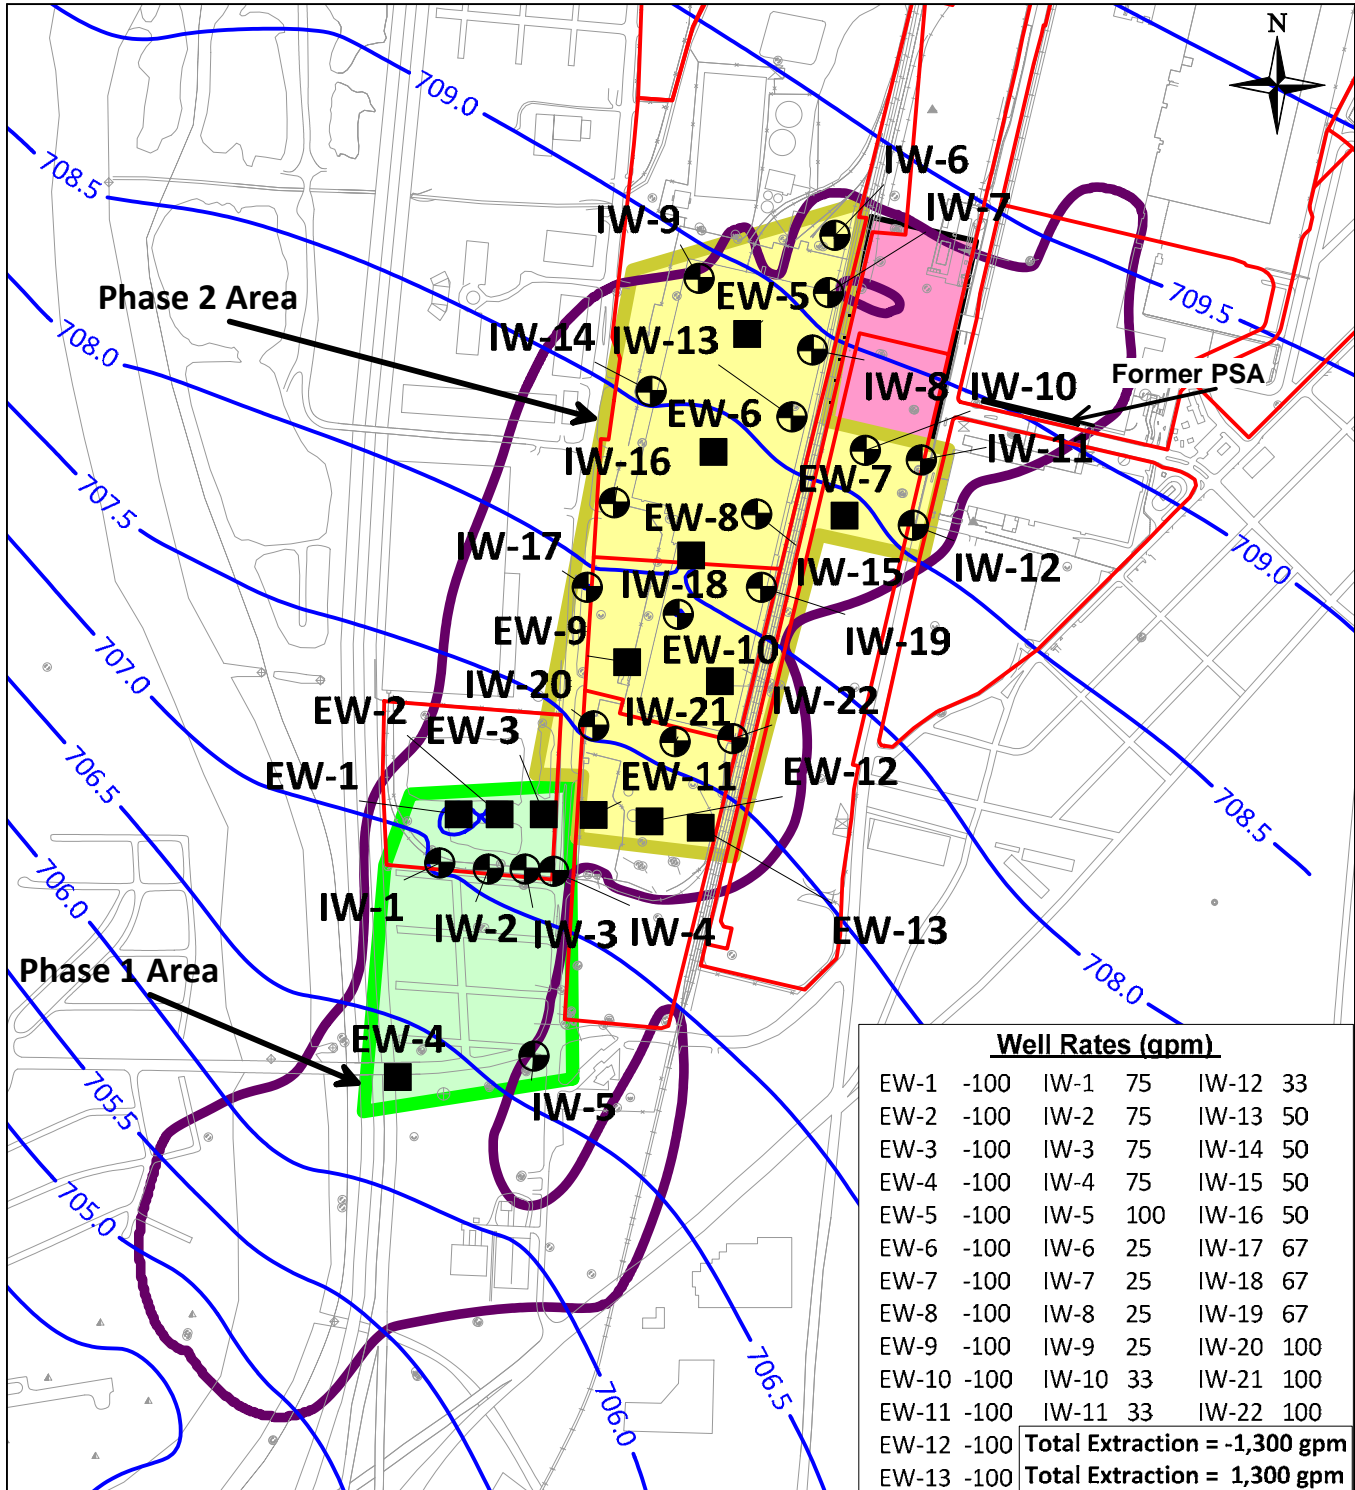 N
709.0
708.5
IW-6
IW-9
IW-7
Phase 2 Area
EW-5
709.5
708.0
IW-14
IW-13
IW-8
IW-10
Former PSA
EW-6
IW-11
IW-16
EW-7
707.5
EW-8
IW-17
IW-15
IW-12
709.0
IW-18
EW-9
IW-19
707.0
EW-10
IW-20
EW-2
IW-21
IW-22
EW-3
EW-1
EW-11
EW-12
706.5
708.5
IW-1
IW-2
IW-3
IW-4
EW-13
706.0
Phase 1 Area
708.0
EW-4
IW-5
705.5
705.0
706.5
706.0
Well Rates (gpm)
EW-1 -100 IW-1 75 IW-12 33
EW-2 -100 IW-2 75 IW-13 50
EW-3 -100 IW-3 75 IW-14 50
EW-4 -100 IW-4 75 IW-15 50
EW-5 -100 IW-5 100 IW-16 50
EW-6 -100 IW-6 25 IW-17 67
EW-7 -100 IW-7 25 IW-18 67
EW-8 -100 IW-8 25 IW-19 67
EW-9 -100 IW-9 25 IW-20 100
EW-10 -100 IW-10 33 IW-21 100
EW-11 -100 IW-11 33 IW-22 100
EW-12 -100 Total Extraction = -1,300 gpm
EW-13 -100 Total Extraction = 1,300 gpm